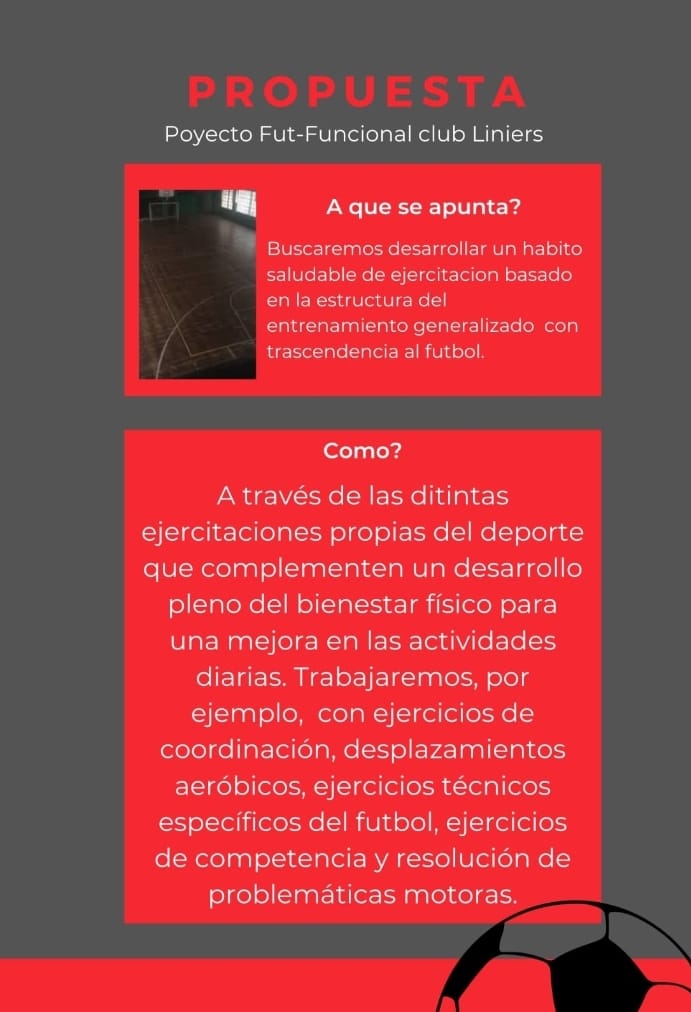 PROPUESTA
Poyecto Fut-Funcional club Liniers
A que se apunta?
Buscaremos desarrollar un habito
saludable de ejercitacion basado
en la estructura del
entrenamiento generalizado con
trascendencia al futbol.
Como?
A través de las ditintas
ejercitaciones propias del deporte
que complementen un desarrollo
pleno del bienestar físico para
una mejora en las actividades
diarias. Trabajaremos, por
ejemplo, con ejercicios de
coordinación, desplazamientos
aeróbicos, ejercicios técnicos
específicos del futbol, ejercicios
de competencia y resolución de
problemáticas motoras.